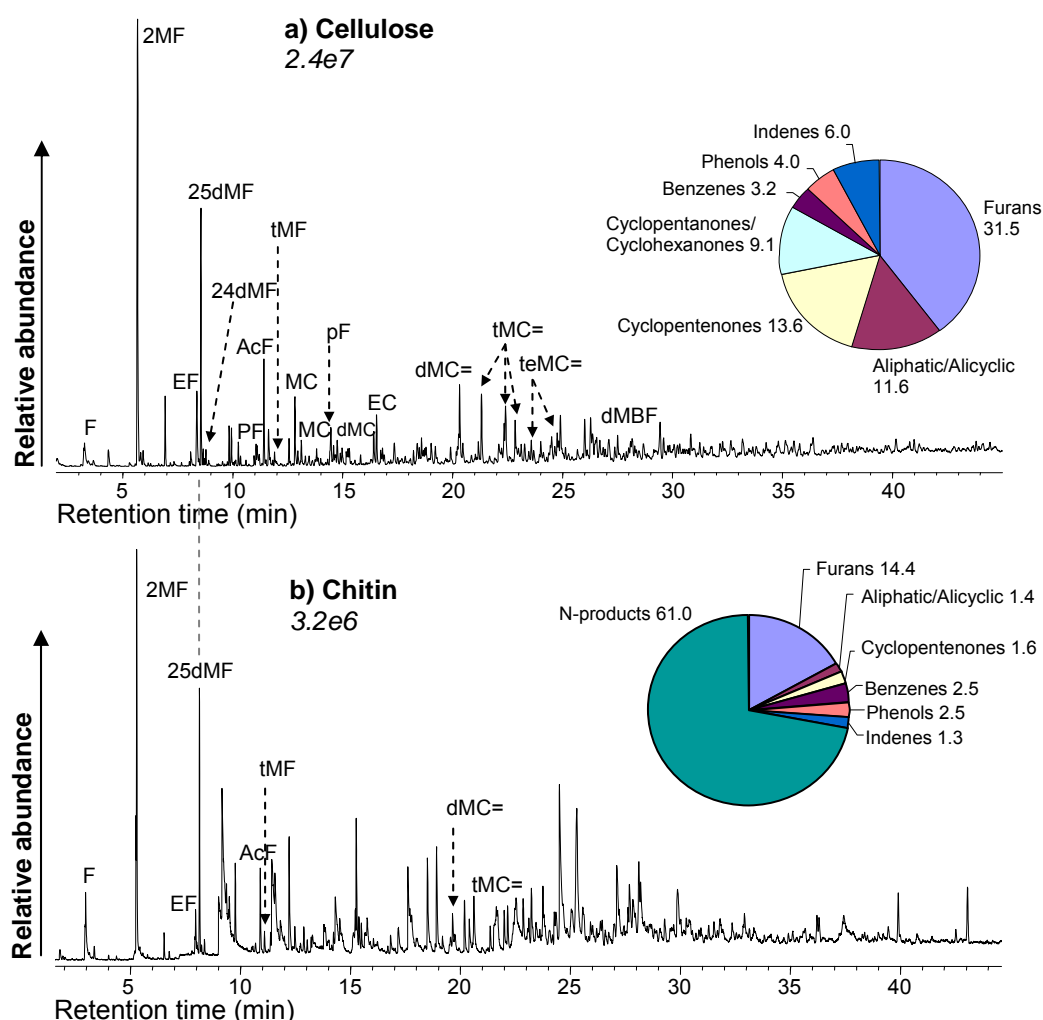 a) Cellulose
2.4e7
2MF
25dMF
tMF
24dMF
AcF
EF
PF
F
MC
MC
pF
dMC
EC
dMC=
tMC=
teMC=
dMBF
Indenes 6.0
Phenols 4.0
Benzenes 3.2
Cyclopentanones/
Cyclohexanones 9.1
Cyclopentenones 13.6
Furans
31.5
Aliphatic/Alicyclic
11.6
Relative abundance
5 10 15 20 25 30 35 40
Retention time (min)
b) Chitin
3.2e6
2MF
25dMF
tMF
AcF
EF
F
dMC=
tMC=
N-products 61.0
Furans 14.4
Aliphatic/Alicyclic 1.4
Cyclopentenones 1.6
Benzenes 2.5
Phenols 2.5
Indenes 1.3
Relative abundance
5 10 15 20 25 30 35 40
Retention time (min)